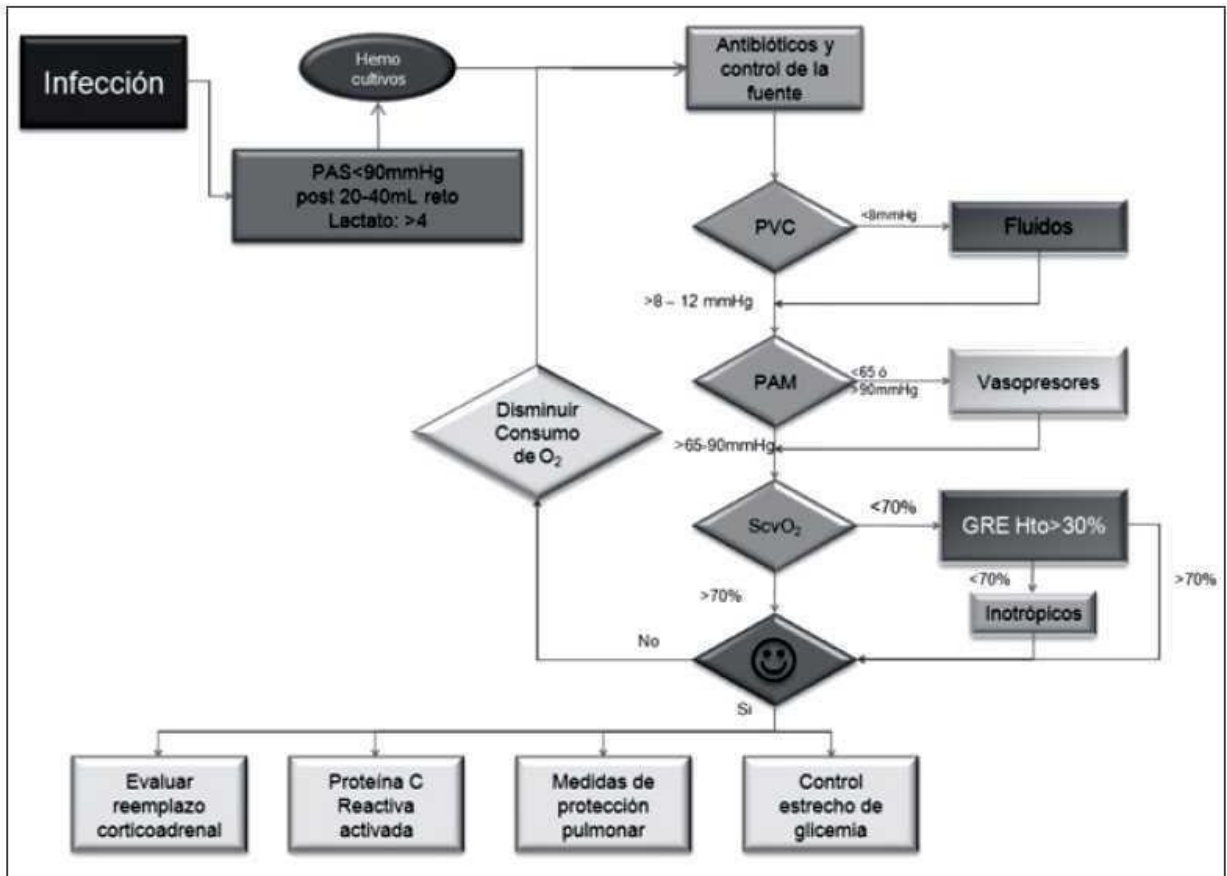 Infección
Hemo
cultivos
PAS<90mmHg
post 20-40mL reto
Lactato: >4
Antibióticos y
control de la
fuente
PVC
<8mmHg
Fluidos
>8 – 12 mmHg
PAM
<65 ó
>90mmHg
Vasopresores
>65-90mmHg
Disminuir
Consumo
de O₂
ScvO₂
<70%
GRE Hto>30%
<70%
>70%
Inotrópicos
>70%
No
Si
Evaluar
reemplazo
corticoadrenal
Proteína C
Reactiva
activada
Medidas de
protección
pulmonar
Control
estrecho de
glicemia